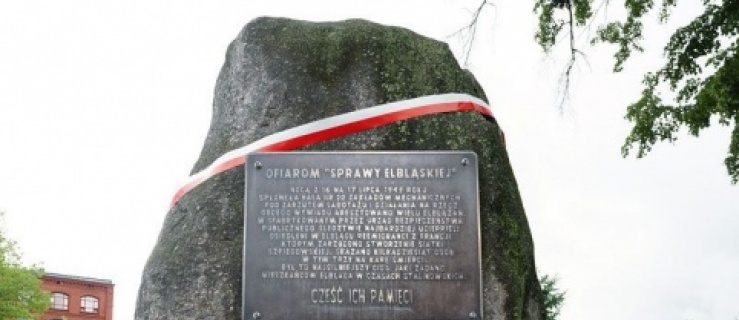 OFIAROM "SPRAWY ELBLĄSKIEJ"
NOCĄ Z 16 NA 17 LIPCA 1949 ROKU
SPŁONĘŁA HALA NR 20 ZAKŁADÓW MECHANICZNYCH
POD ZARZUTEM SABOTAŻU I DZIAŁANIA NA RZECZ
OBCEGO WYWIADU ARESZTOWANO WIELU ELBLĄŻAN
W SFABRYKOWANYM PRZEZ URZĄD BEZPIECZEŃSTWA
PUBLICZNEGO ŚLEDZTWIE NAJBARDZIEJ UCIERPIELI
OSIEDLENI W ELBLĄGU REEMIGRANCI Z FRANCJI
KTÓRYM ZARZUCONO STWORZENIE SIATKI
SZPIEGOWSKIEJ. SKAZANO KILKADZIESIĄT OSÓB
W TYM TRZY NA KARĘ ŚMIERCI.
BYŁ TO NAJSILNIEJSZY CIOS JAKI ZADANO
MIESZKAŃCOM ELBLĄGA W CZASACH STALINOWSKICH
CZEŚĆ ICH PAMIĘCI